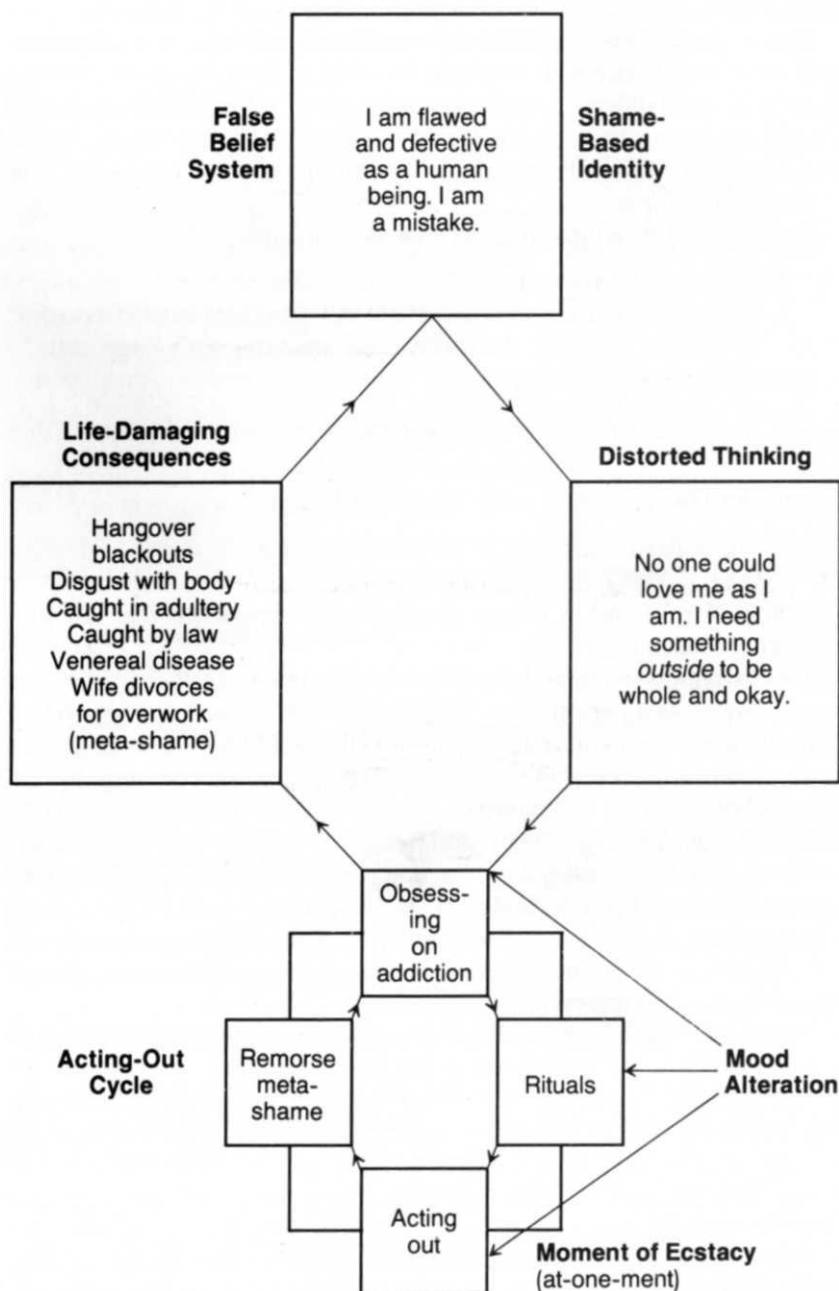 False
Belief
System
I am flawed
and defective
as a human
being. I am
a mistake.
Shame-
Based
Identity
Life-Damaging
Consequences
Hangover
blackouts
Disgust with body
Caught in adultery
Caught by law
Venereal disease
Wife divorces
for overwork
(meta-shame)
Distorted Thinking
No one could
love me as I
am. I need
something
outside to be
whole and okay.
Obsess-
ing
on
addiction
Acting-Out
Cycle
Remorse
meta-
shame
Rituals
Mood
Alteration
Acting
out
Moment of Ecstacy
(at-one-ment)